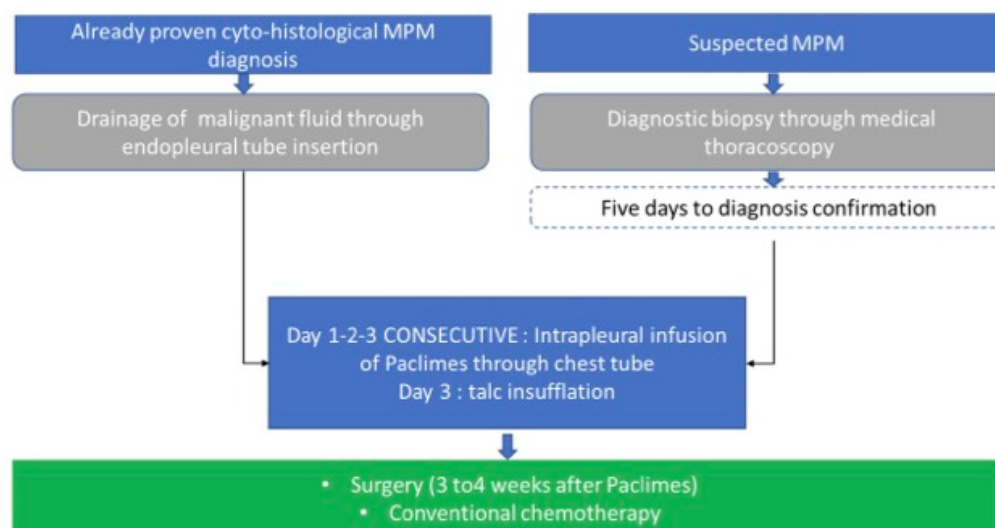 Already proven cyto-histological MPM
diagnosis
Suspected MPM
Drainage of malignant fluid through
endopleural tube insertion
Diagnostic biopsy through medical
thoracoscopy
Five days to diagnosis confirmation
Day 1-2-3 CONSECUTIVE : Intrapleural infusion
of Paclimes through chest tube
Day 3 : talc insufflation
• Surgery (3 to4 weeks after Paclimes)
• Conventional chemotherapy